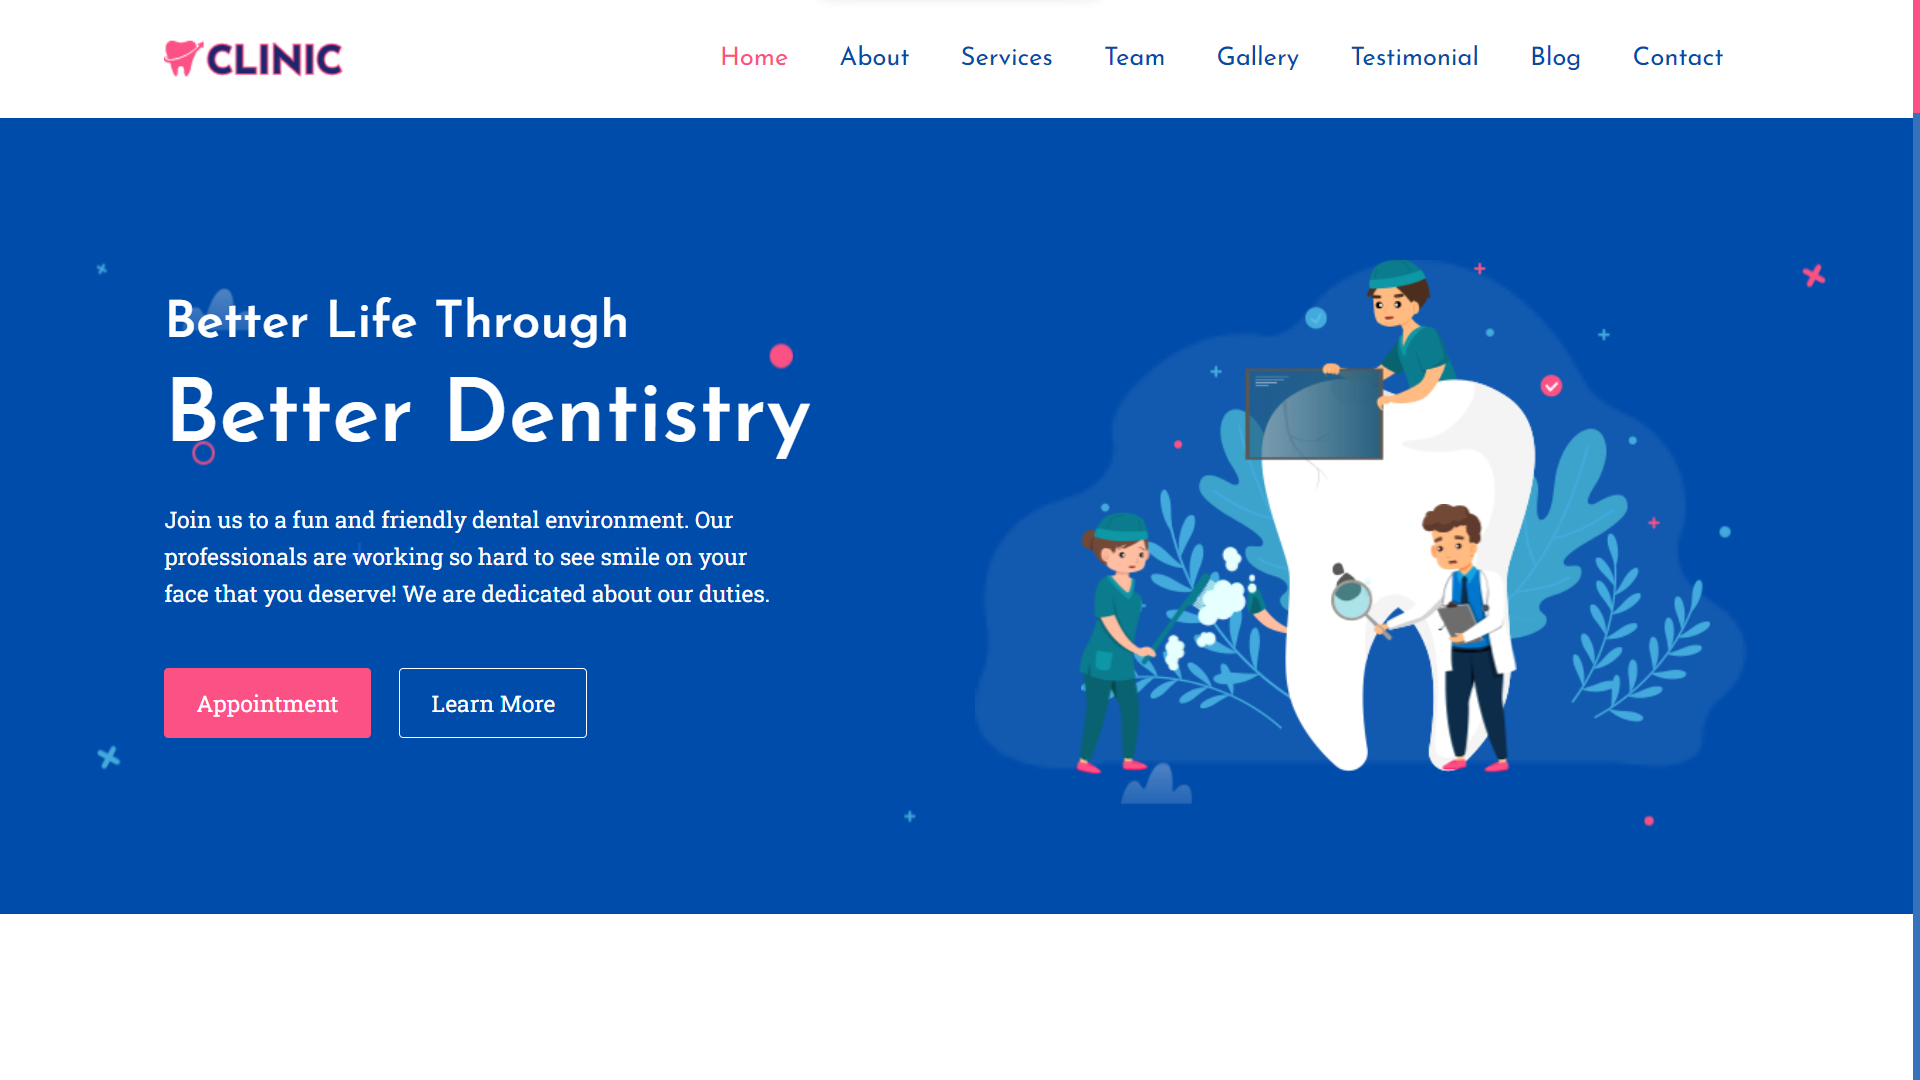 CLINIC
Home About Services Team Gallery Testimonial Blog Contact
Better Life Through
Better Dentistry
Join us to a fun and friendly dental environment. Our
professionals are working so hard to see smile on your
face that you deserve! We are dedicated about our duties.
Appointment Learn More